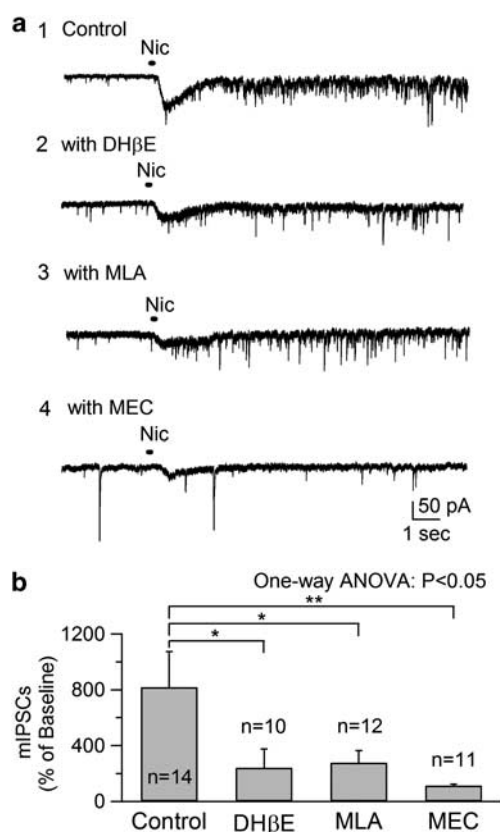 a
1 Control
Nic
2 with DHβE
Nic
3 with MLA
Nic
4 with MEC
Nic
50 pA
1 sec
b
One-way ANOVA: P<0.05
**
*
*
mIPSCs
(% of Baseline)
1200
800
400
0
n=14
n=10
n=12
n=11
Control DHβE MLA MEC